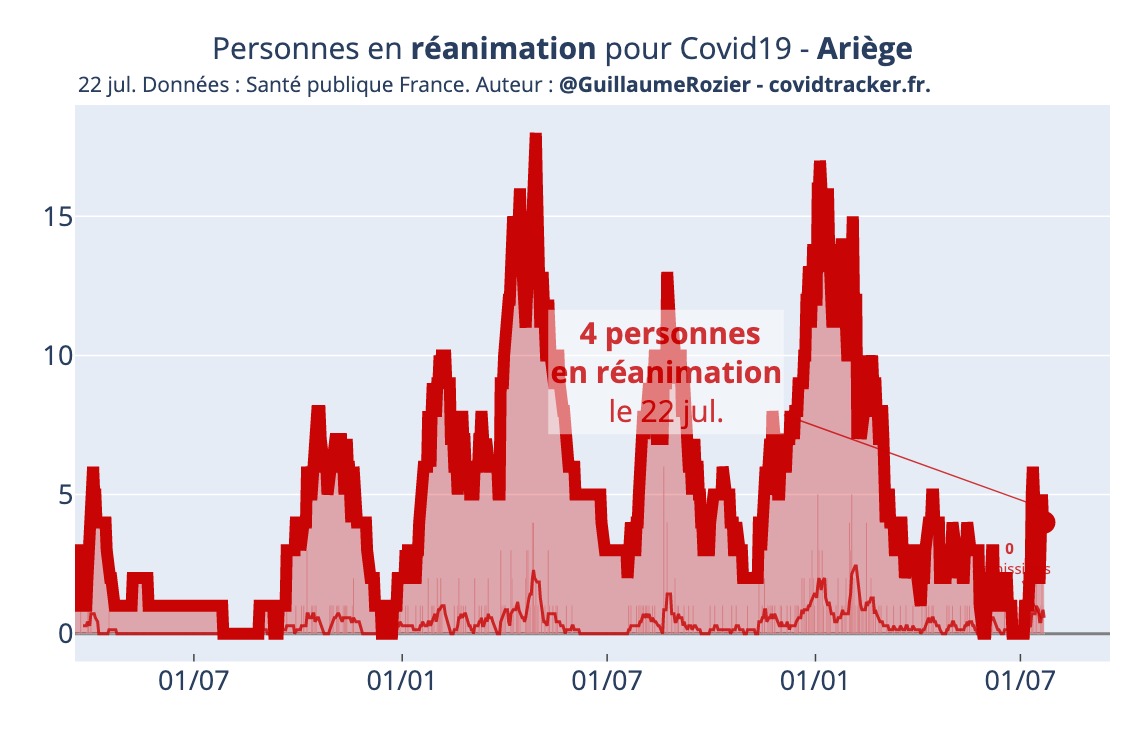 Personnes en réanimation pour Covid19 - Ariège
22 jul. Données : Santé publique France. Auteur : @GuillaumeRozier - covidtracker.fr.
15
10
5
0
4 personnes
en réanimation
le 22 jul.
0
01/07
01/01
01/07
01/01
01/07